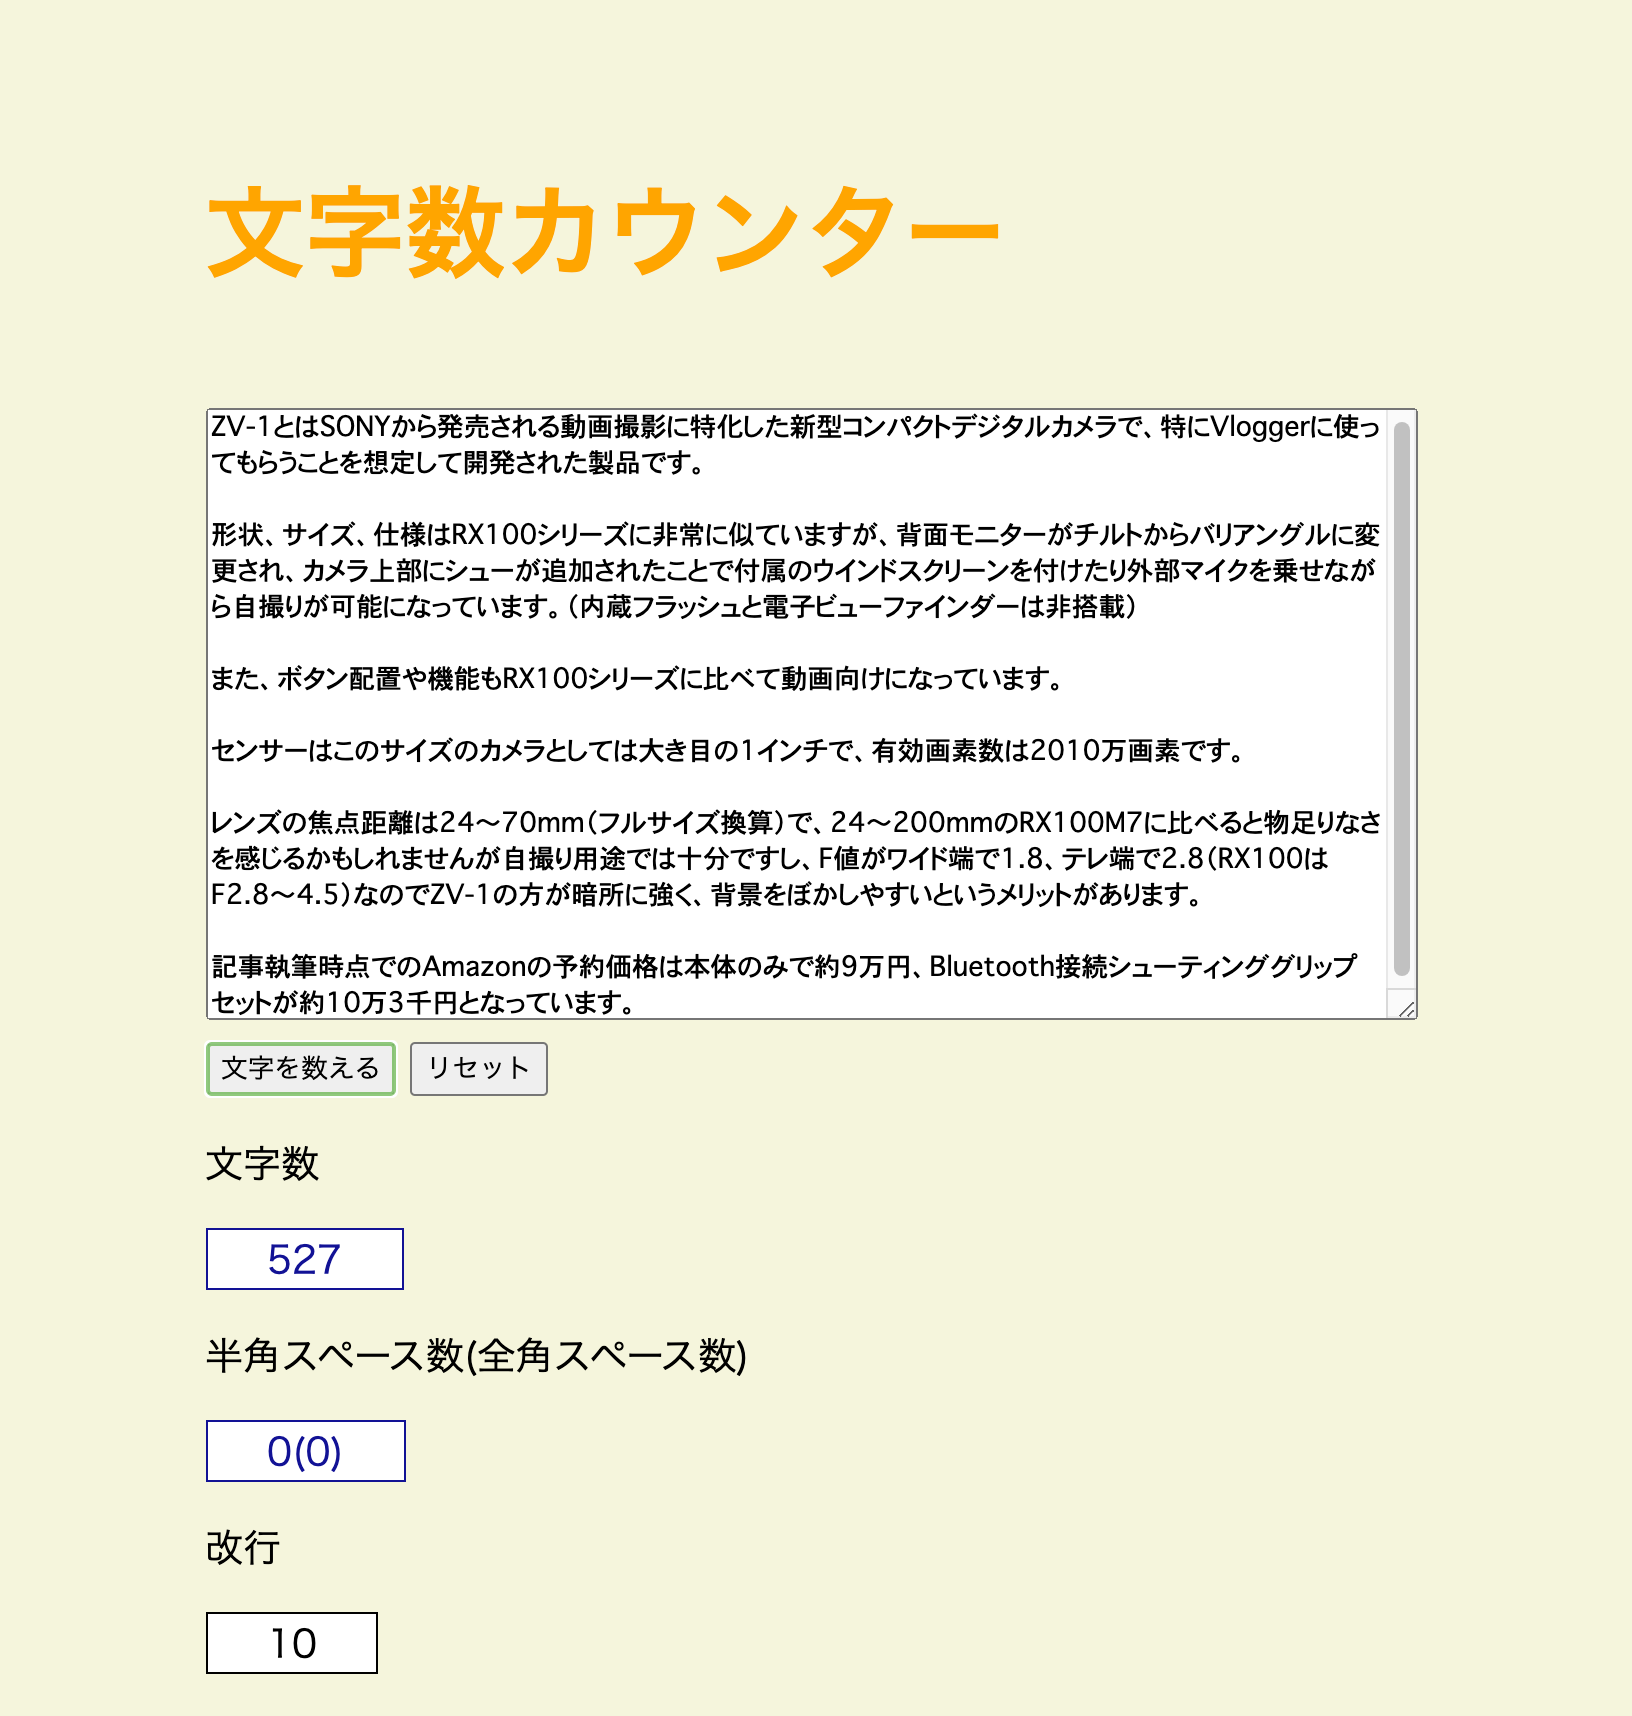 文字数カウンター
ZV-1とはSONYから発売される動画撮影に特化した新型コンパクトデジタルカメラで、特にVloggerに使っ
てもらうことを想定して開発された製品です。
形状、サイズ、仕様はRX100シリーズに非常に似ていますが、背面モニターがチルトからバリアングルに変
更され、カメラ上部にシューが追加されたことで付属のウインドスクリーンを付けたり外部マイクを乗せなが
ら自撮りが可能になっています。（内蔵フラッシュと電子ビューファインダーは非搭載）
また、ボタン配置や機能もRX100シリーズに比べて動画向けになっています。
センサーはこのサイズのカメラとしては大き目の1インチで、有効画素数は2010万画素です。
レンズの焦点距離は24〜70mm（フルサイズ換算）で、24〜200mmのRX100M7に比べると物足りなさ
を感じるかもしれませんが自撮り用途では十分ですし、F値がワイド端で1.8、テレ端で2.8（RX100は
F2.8〜4.5）なのでZV-1の方が暗所に強く、背景をぼかしやすいというメリットがあります。
記事執筆時点でのAmazonの予約価格は本体のみで約9万円、Bluetooth接続シューティンググリップ
セットが約10万3千円となっています。
文字を数える リセット
文字数
527
半角スペース数(全角スペース数)
0(0)
改行
10